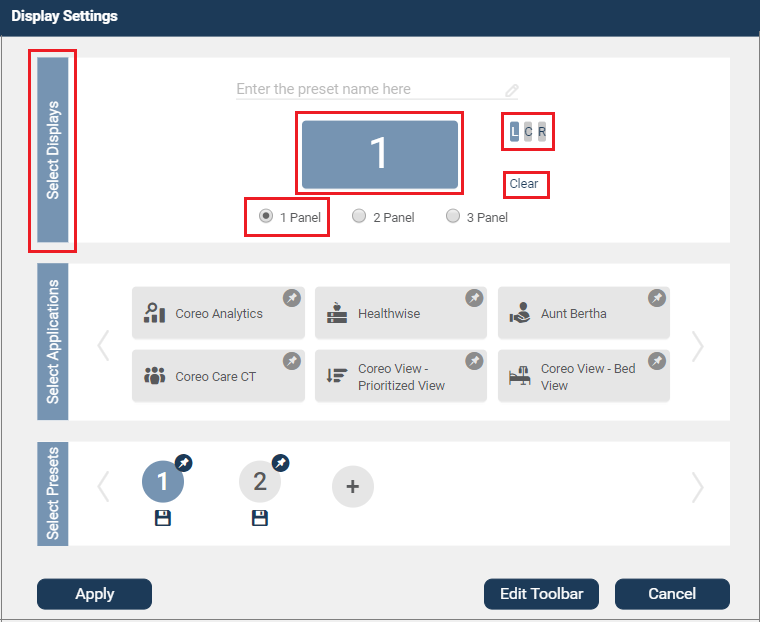 Display Settings
Select Displays
Enter the preset name here
1
L C R
Clear
1 Panel 2 Panel 3 Panel
Select Applications
Coreo Analytics
Healthwise
Aunt Bertha
Coreo Care CT
Coreo View -
Prioritized View
Coreo View - Bed
View
Select Presets
1 2 +
Apply Edit Toolbar Cancel